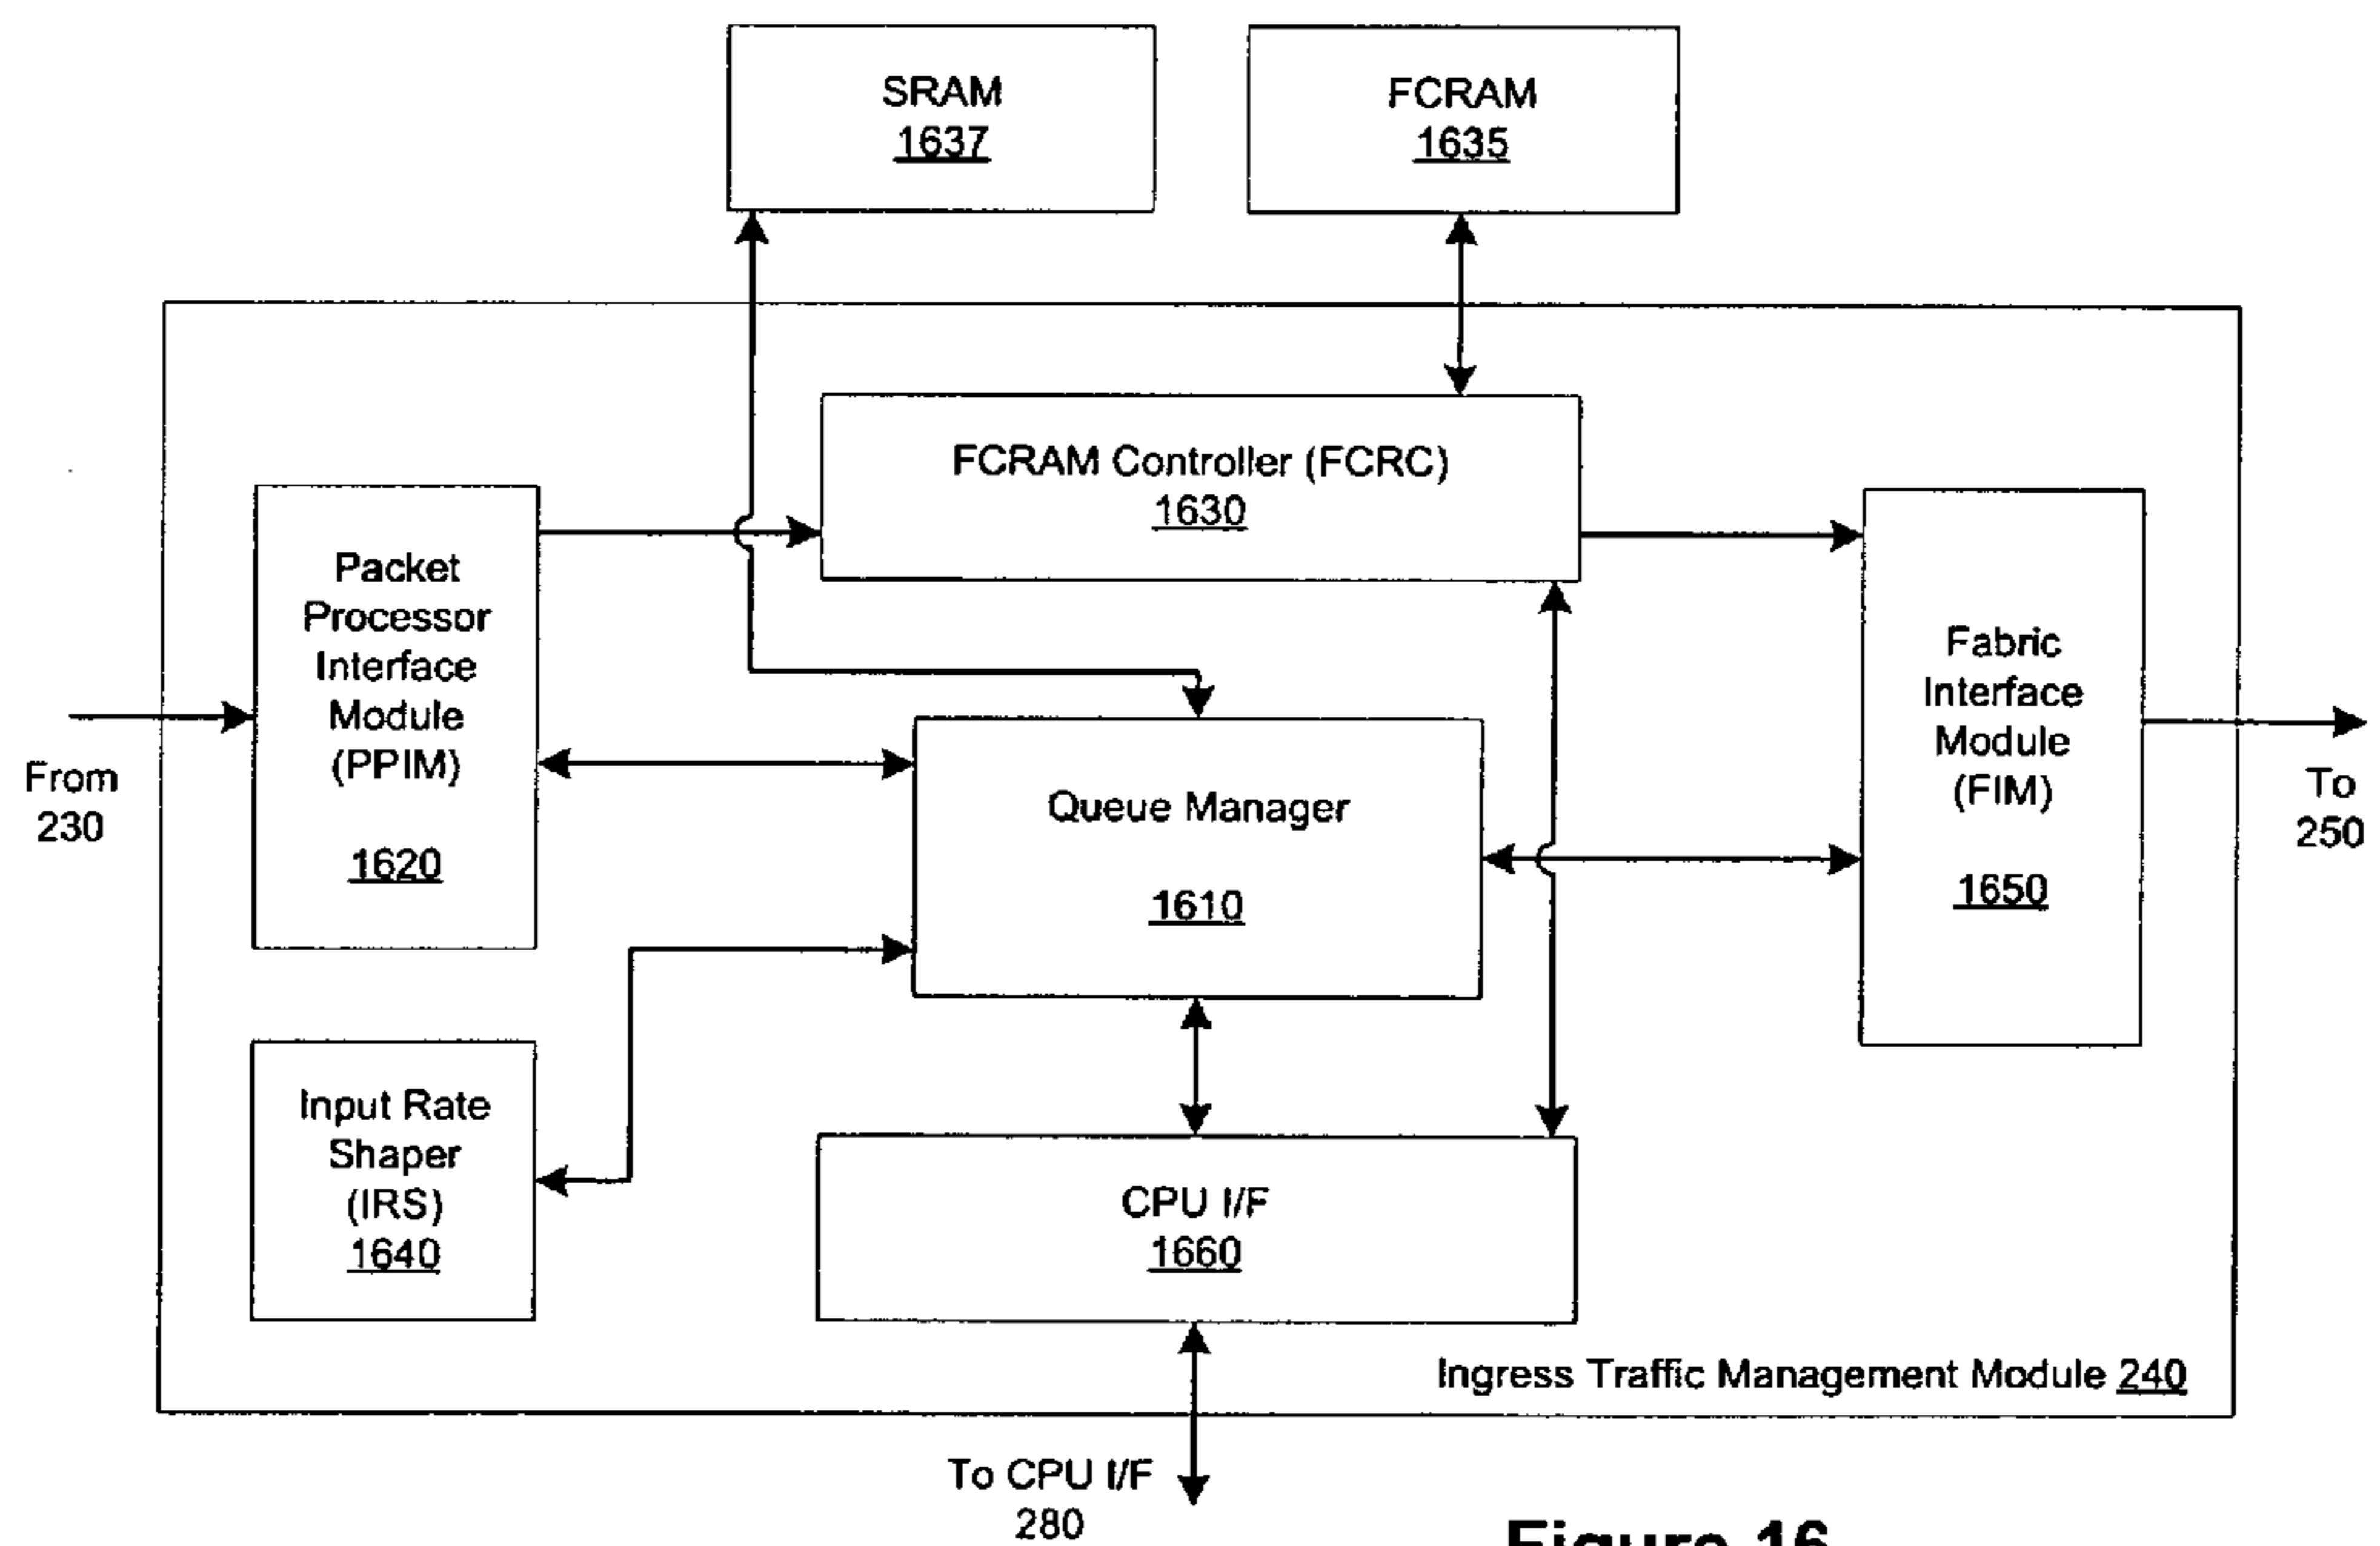 SRAM
1637
FCRAM
1635
FCRAM Controller (FCRC)
1630
Packet
Processor
Interface
Module
(PPIM)
1620
From
230
Queue Manager
1610
Fabric
Interface
Module
(FIM)
1650
To
250
Input Rate
Shaper
(IRS)
1640
CPU I/F
1660
Ingress Traffic Management Module 240
To CPU I/F
280
Figure 16